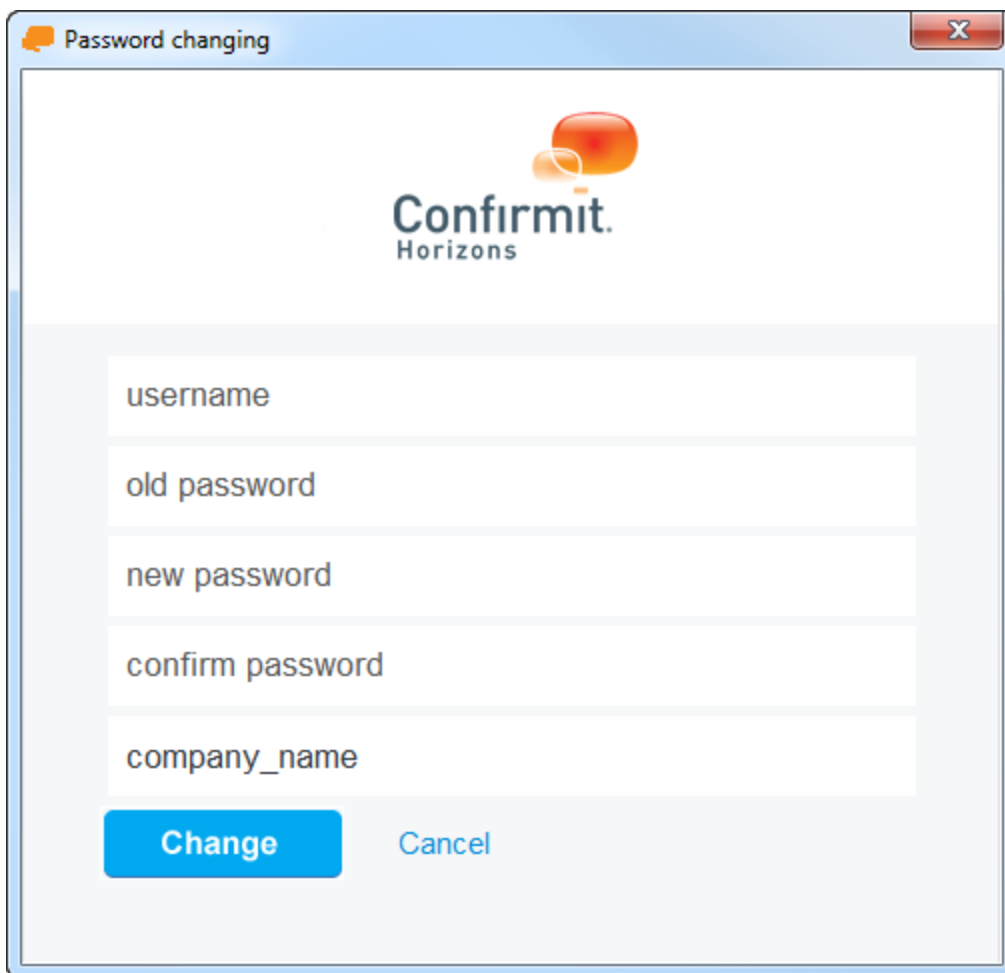 Password changing
Confirmit.
Horizons
username
old password
new password
confirm password
company_name
Change
Cancel